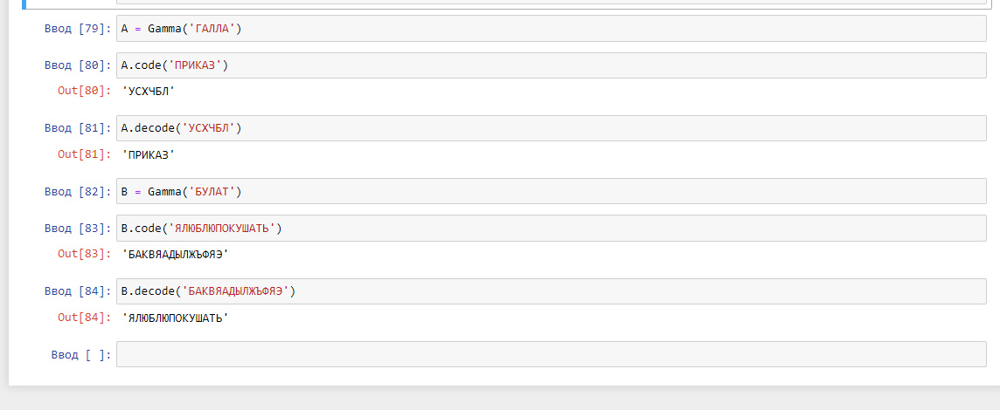 Ввод [79]: A = Gamma('ГАЛЛА')
Ввод [80]: A.code('ПРИКАЗ')
Out[80]: 'УСХЧБЛ'
Ввод [81]: A.decode('УСХЧБЛ')
Out[81]: 'ПРИКАЗ'
Ввод [82]: B = Gamma('БУЛАТ')
Ввод [83]: B.code('ЯЛЮБЛЮПОКУШАТЬ')
Out[83]: 'БАКВЯАДЫЛЖЪФЯЭ'
Ввод [84]: B.decode('БАКВЯАДЫЛЖЪФЯЭ')
Out[84]: 'ЯЛЮБЛЮПОКУШАТЬ'
Ввод [ ]: